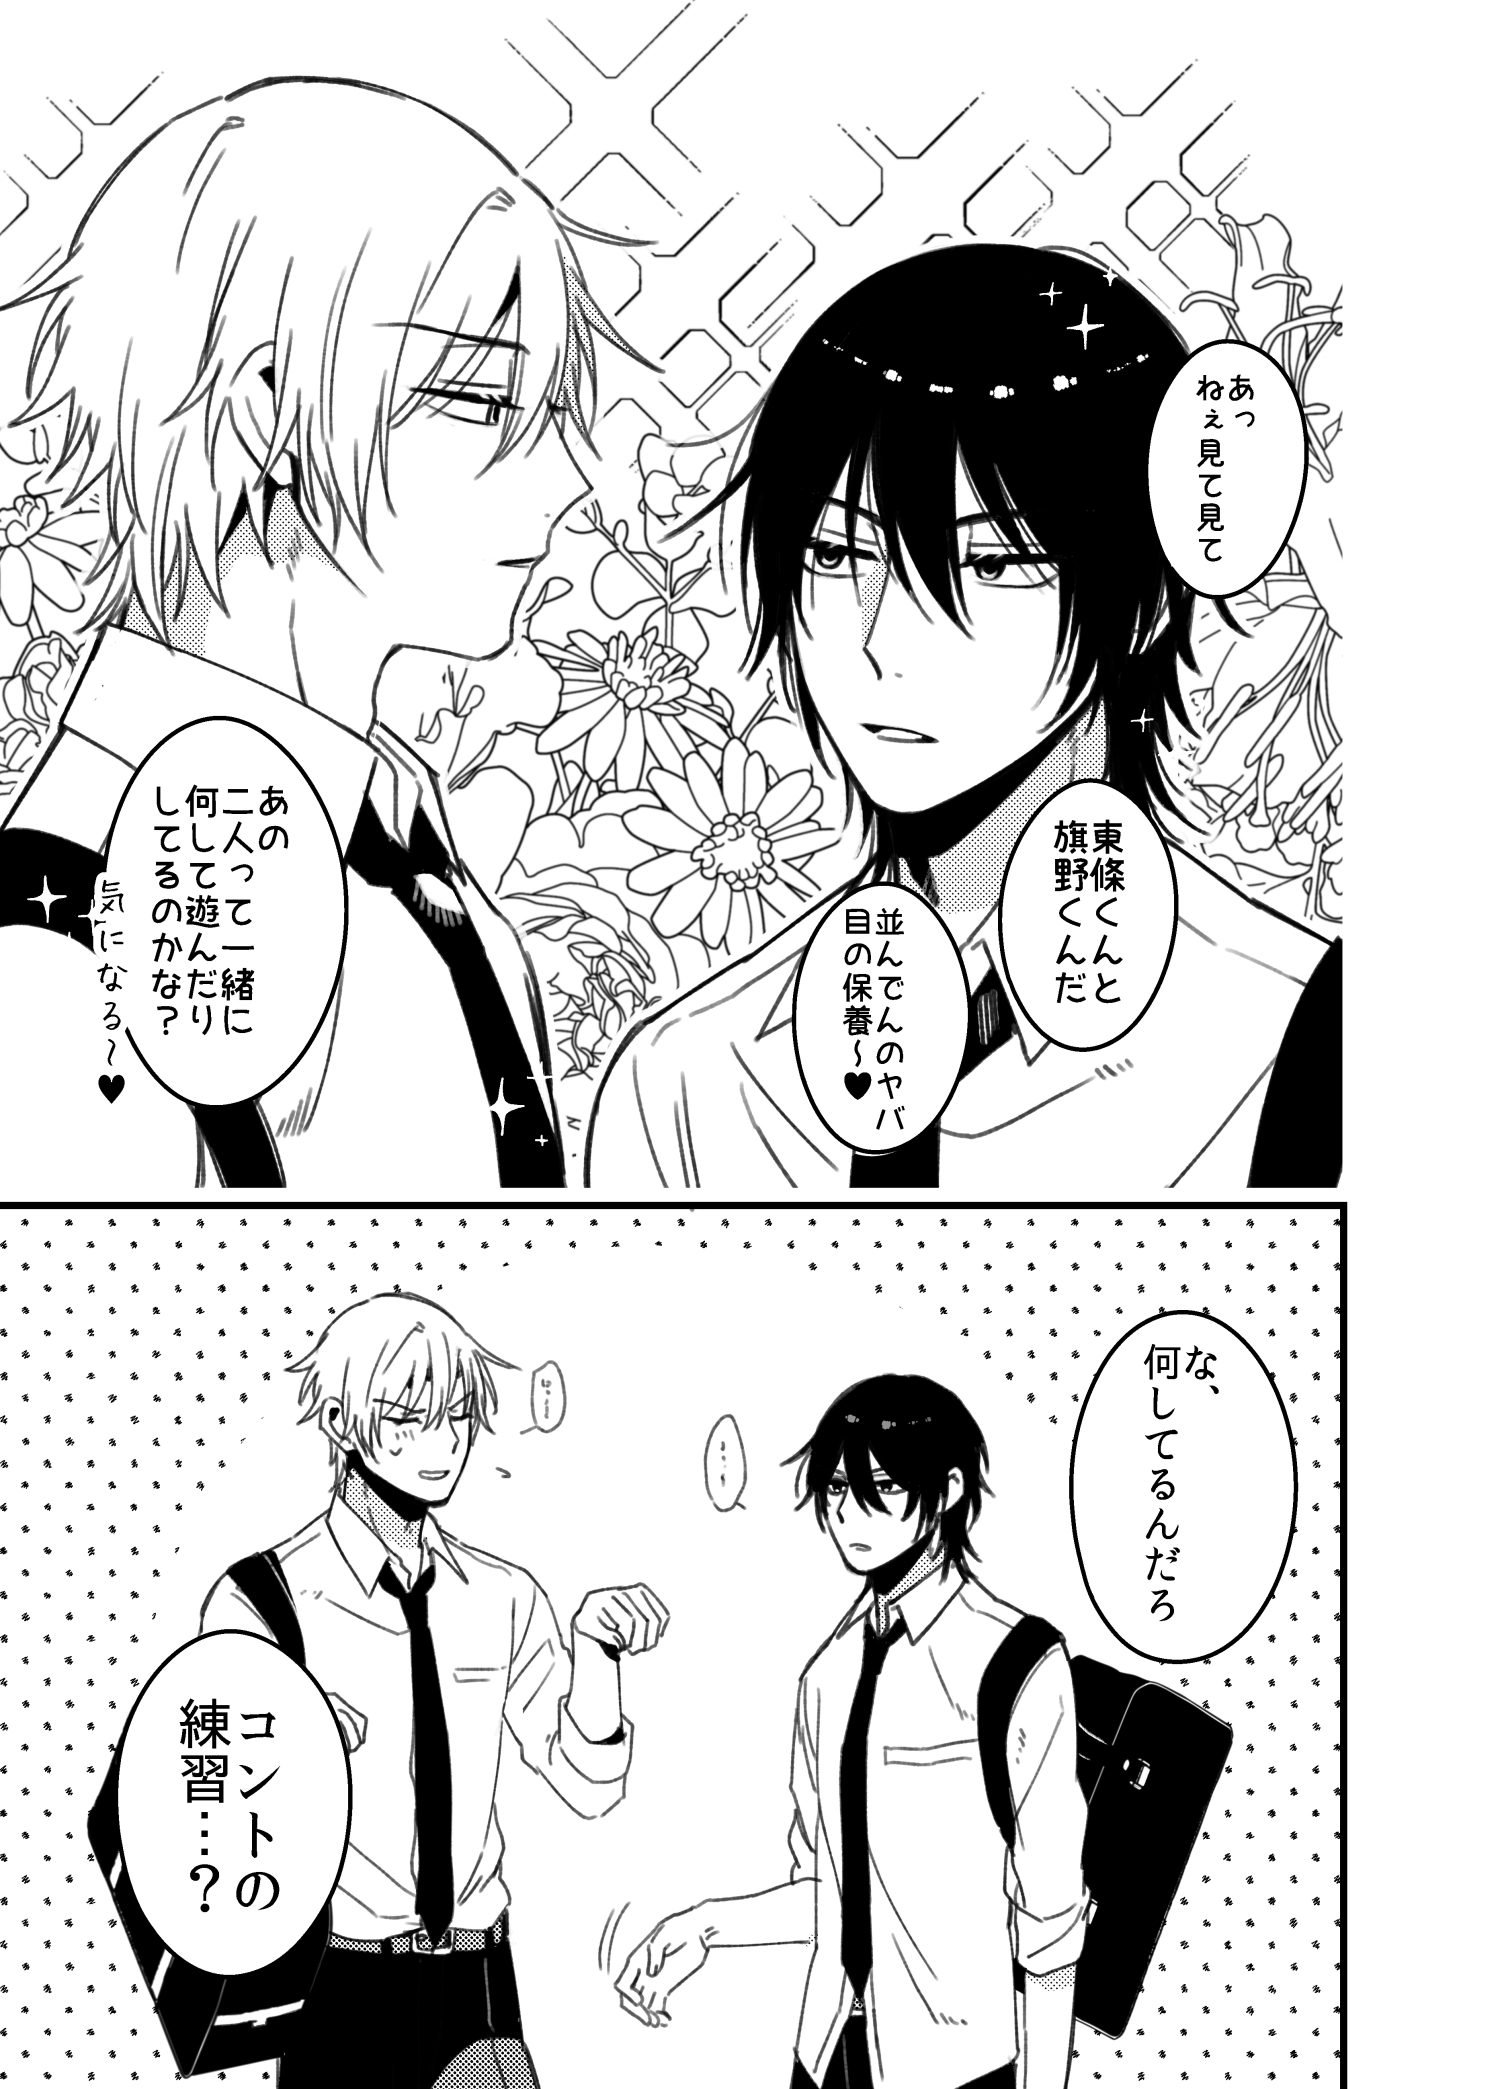 あっ
ねぇ見て見て
東條くんと
旗野くんだ
並んでんのヤバ
目の保養～♥
あの
二人って一緒に
何して遊んだり
してるのかな？
気になる～♥
な、
何してるんだろ
コントの
練習…？